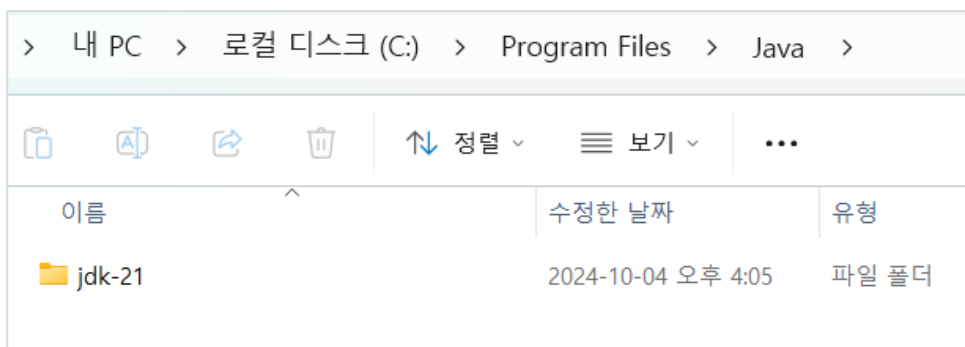 > 내 PC > 로컬 디스크 (C:) > Program Files > Java >
정렬 보기
이름 수정한 날짜 유형
jdk-21 2024-10-04 오후 4:05 파일 폴더